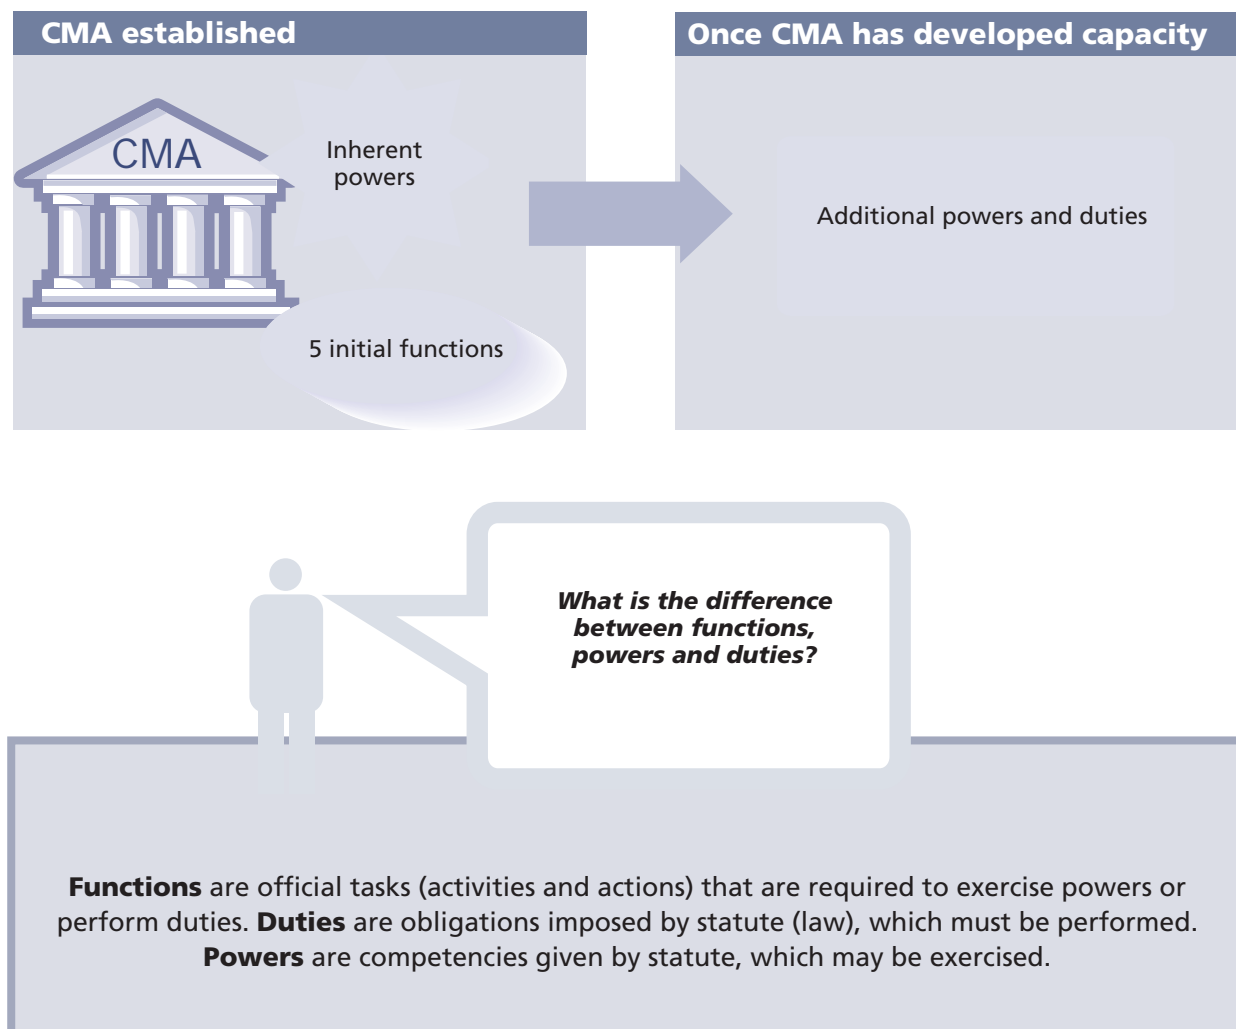 CMA established
CMA
Inherent
powers
5 initial functions
Once CMA has developed capacity
Additional powers and duties
What is the difference
between functions,
powers and duties?
Functions are official tasks (activities and actions) that are required to exercise powers or
perform duties. Duties are obligations imposed by statute (law), which must be performed.
Powers are competencies given by statute, which may be exercised.